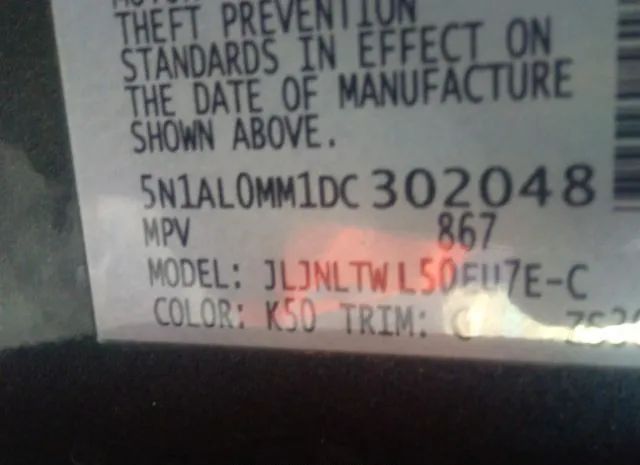 THEFT PREVENTION
STANDARDS IN EFFECT ON
THE DATE OF MANUFACTURE
SHOWN ABOVE.
5N1AL0MM1DC302048
MPV 867
MODEL: JLJNLTWL50EU7E-C
COLOR: K50 TRIM: